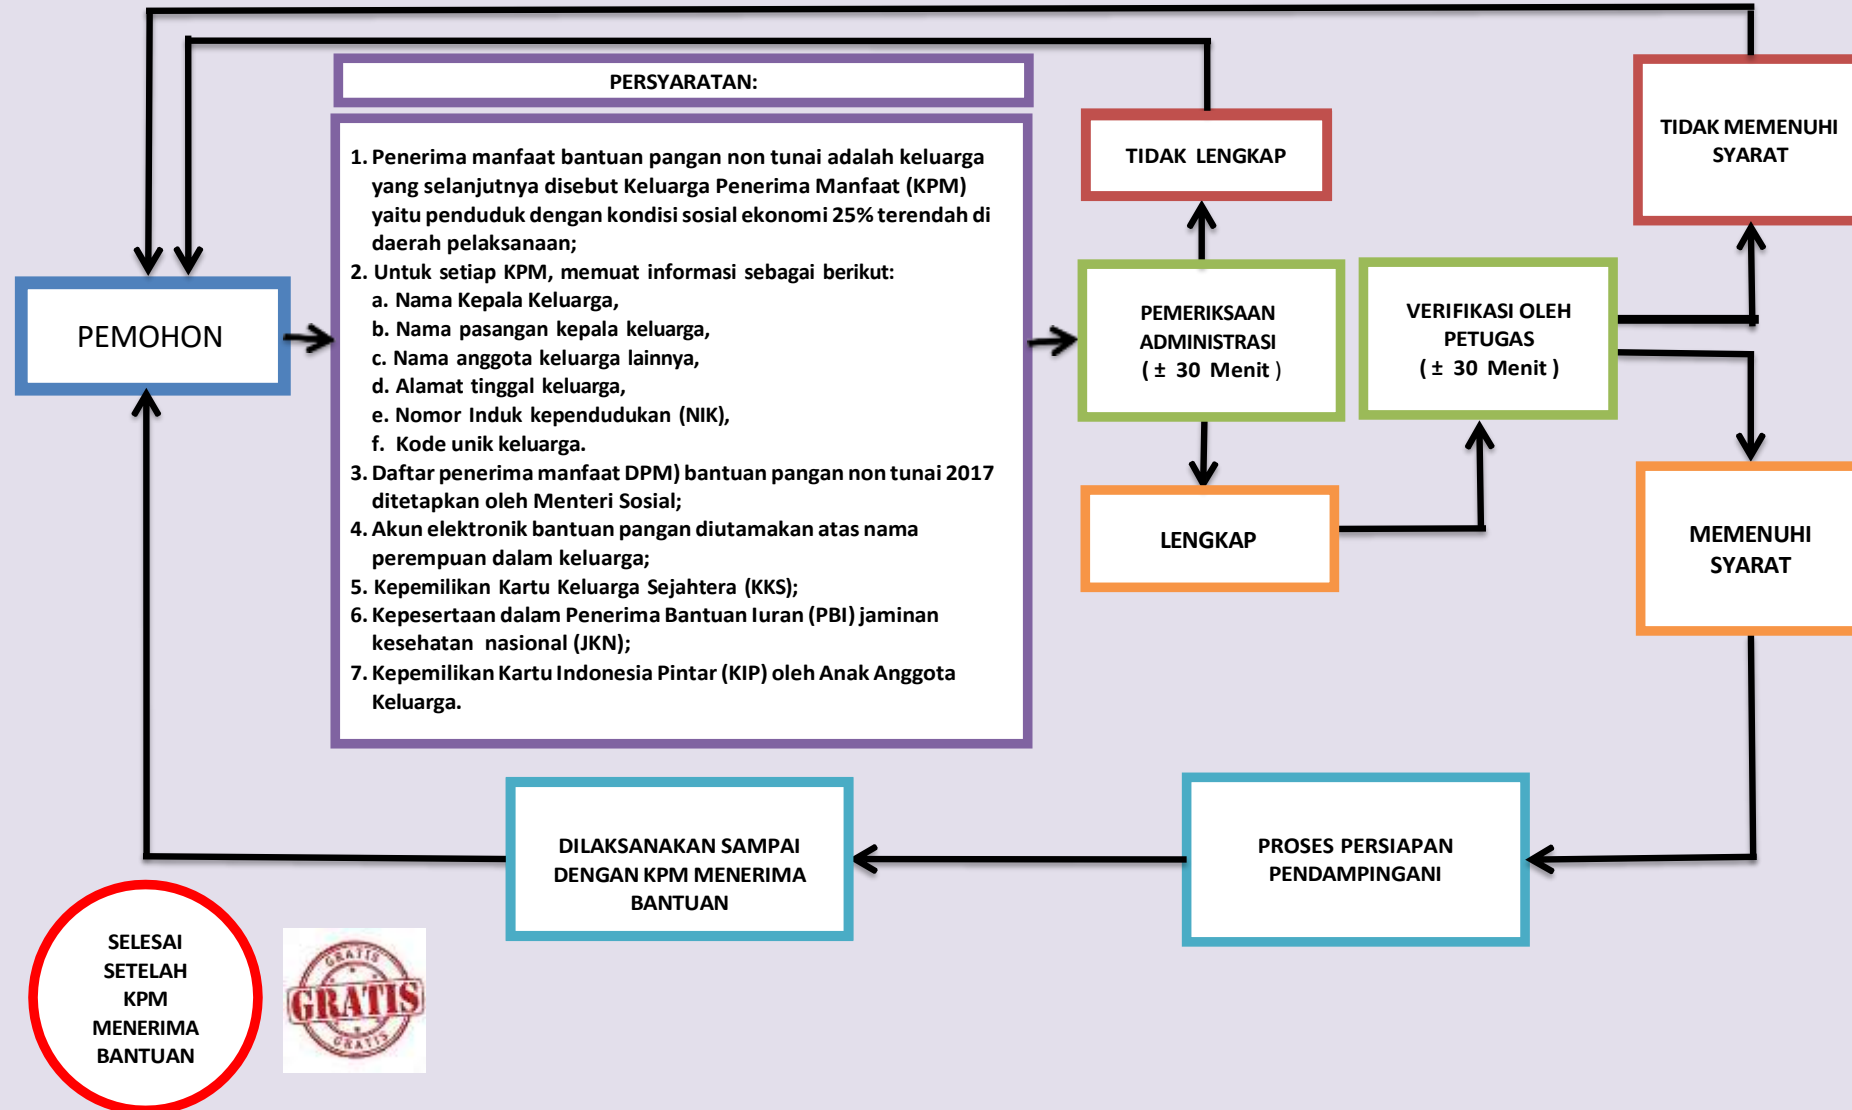 PERSYARATAN:
1. Penerima manfaat bantuan pangan non tunai adalah keluarga
yang selanjutnya disebut Keluarga Penerima Manfaat (KPM)
yaitu penduduk dengan kondisi sosial ekonomi 25% terendah di
daerah pelaksanaan;
2. Untuk setiap KPM, memuat informasi sebagai berikut:
a. Nama Kepala Keluarga,
b. Nama pasangan kepala keluarga,
c. Nama anggota keluarga lainnya,
d. Alamat tinggal keluarga,
e. Nomor Induk kependudukan (NIK),
f. Kode unik keluarga.
3. Daftar penerima manfaat DPM) bantuan pangan non tunai 2017
ditetapkan oleh Menteri Sosial;
4. Akun elektronik bantuan pangan diutamakan atas nama
perempuan dalam keluarga;
5. Kepemilikan Kartu Keluarga Sejahtera (KKS);
6. Kepesertaan dalam Penerima Bantuan Iuran (PBI) jaminan
kesehatan nasional (JKN);
7. Kepemilikan Kartu Indonesia Pintar (KIP) oleh Anak Anggota
Keluarga.
PEMOHON
TIDAK LENGKAP
PEMERIKSAAN
ADMINISTRASI
( ± 30 Menit )
LENGKAP
VERIFIKASI OLEH
PETUGAS
( ± 30 Menit )
TIDAK MEMENUHI
SYARAT
MEMENUHI
SYARAT
PROSES PERSIAPAN
PENDAMPINGANI
DILAKSANAKAN SAMPAI
DENGAN KPM MENERIMA
BANTUAN
SELESAI
SETELAH
KPM
MENERIMA
BANTUAN
GRATIS
GRATIS
GRATIS